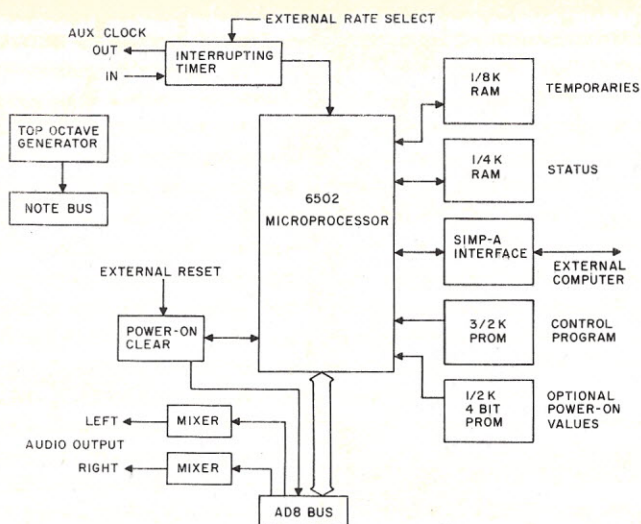 EXTERNAL RATE SELECT
AUX CLOCK
OUT
IN
INTERRUPTING
TIMER
1/8K
RAM
TEMPORARIES
TOP OCTAVE
GENERATOR
NOTE BUS
6502
MICROPROCESSOR
1/4K
RAM
STATUS
SIMP-A
INTERFACE
EXTERNAL
COMPUTER
EXTERNAL RESET
POWER-ON
CLEAR
3/2K
PROM
CONTROL
PROGRAM
1/2K
4 BIT
PROM
OPTIONAL
POWER-ON
VALUES
LEFT
MIXER
AUDIO OUTPUT
RIGHT
MIXER
AD8 BUS